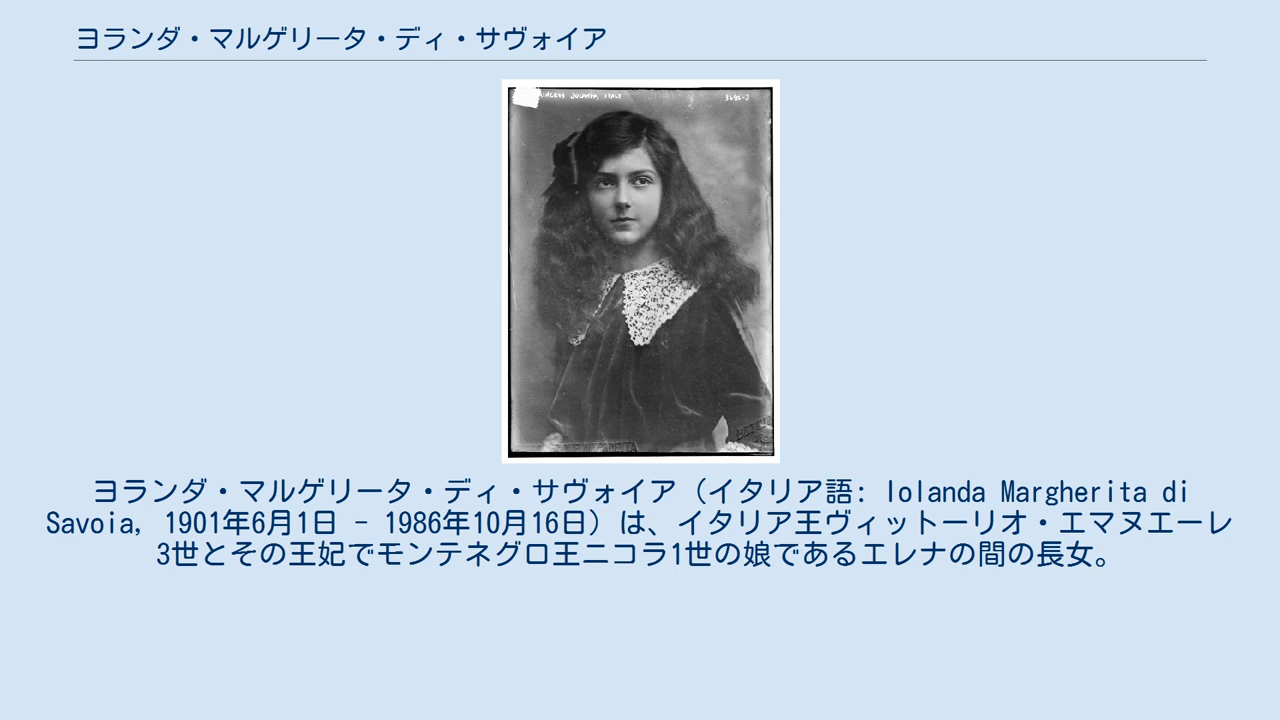 ヨランダ・マルゲリータ・ディ・サヴォイア
PRINCESS JOLANDA, ITALY
3692-3
ヨランダ・マルゲリータ・ディ・サヴォイア（イタリア語: Iolanda Margherita di
Savoia, 1901年6月1日 - 1986年10月16日）は、イタリア王ヴィットーリオ・エマヌエーレ
3世とその王妃でモンテネグロ王ニコラ1世の娘であるエレナの間の長女。